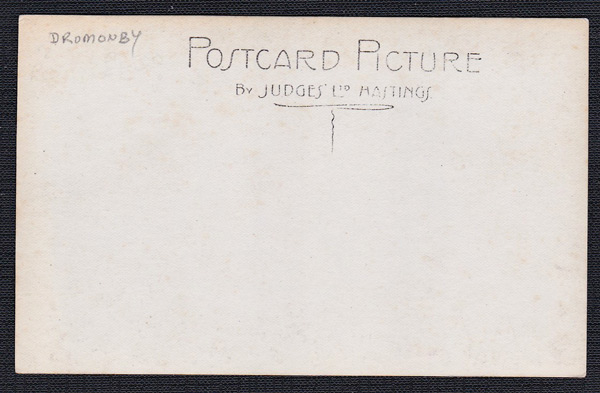 DROMONBY
POSTCARD PICTURE
BY JUDGES' LTD HASTINGS